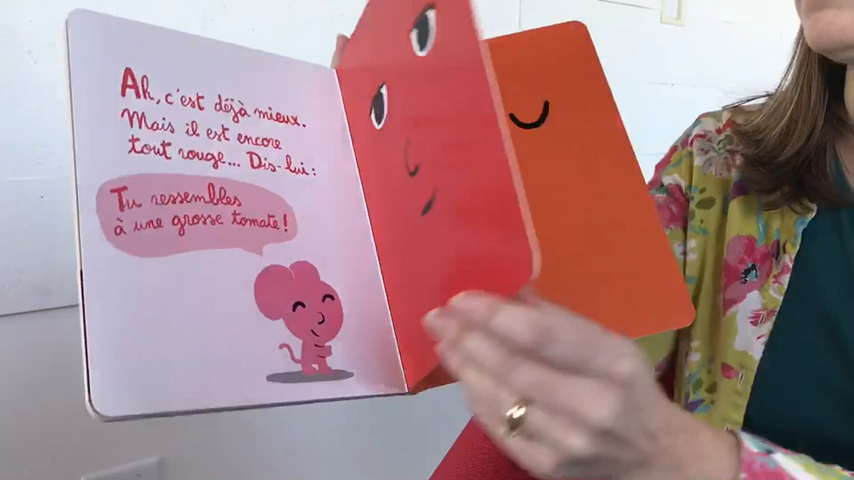 Ah, c'est déjà mieux.
Mais il est encore
tout rouge... Dis-lui :
Tu ressembles
à une grosse tomate !